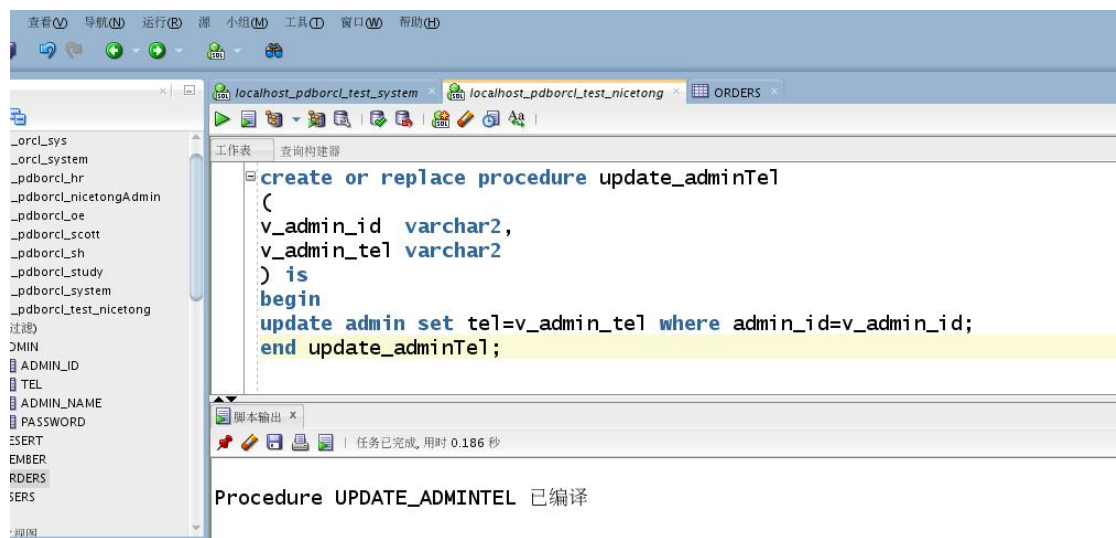 查看(V) 导航(N) 运行(R) 源 小组(M) 工具(T) 窗口(W) 帮助(H)
localhost_pdborcl_test_system localhost_pdborcl_test_nicetong ORDERS
工作表 查询构建器
_orcl_sys
_orcl_system
_pdborcl_hr
_pdborcl_nicetongAdmin
_pdborcl_oe
_pdborcl_scott
_pdborcl_sh
_pdborcl_study
_pdborcl_system
_pdborcl_test_nicetong
过滤)
OMIN
ADMIN_ID
TEL
ADMIN_NAME
PASSWORD
ESERT
EMBER
RDERS
SERS
create or replace procedure update_adminTel
(
v_admin_id varchar2,
v_admin_tel varchar2
) is
begin
update admin set tel=v_admin_tel where admin_id=v_admin_id;
end update_adminTel;
脚本输出
任务已完成, 用时 0.186 秒
Procedure UPDATE_ADMINTEL 已编译